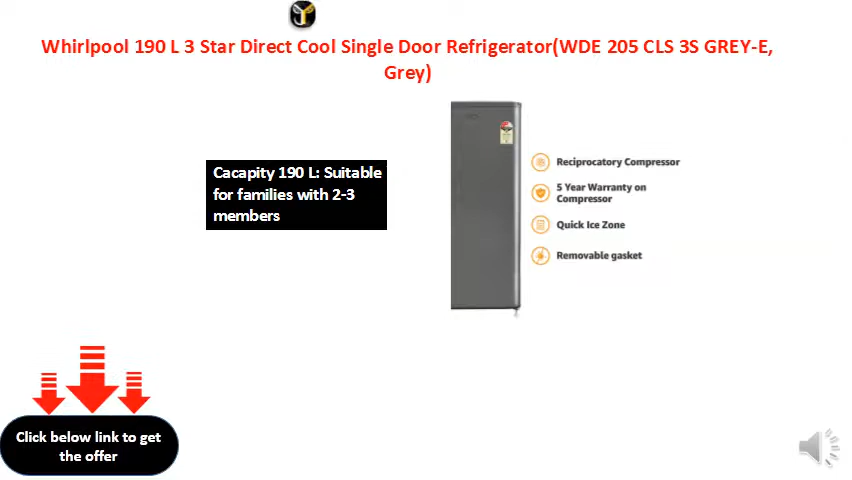 Whirlpool 190 L 3 Star Direct Cool Single Door Refrigerator(WDE 205 CLS 3S GREY-E,
Grey)
Cacapity 190 L: Suitable
for families with 2-3
members
Reciprocatory Compressor
5 Year Warranty on
Compressor
Quick Ice Zone
Removable gasket
Click below link to get
the offer